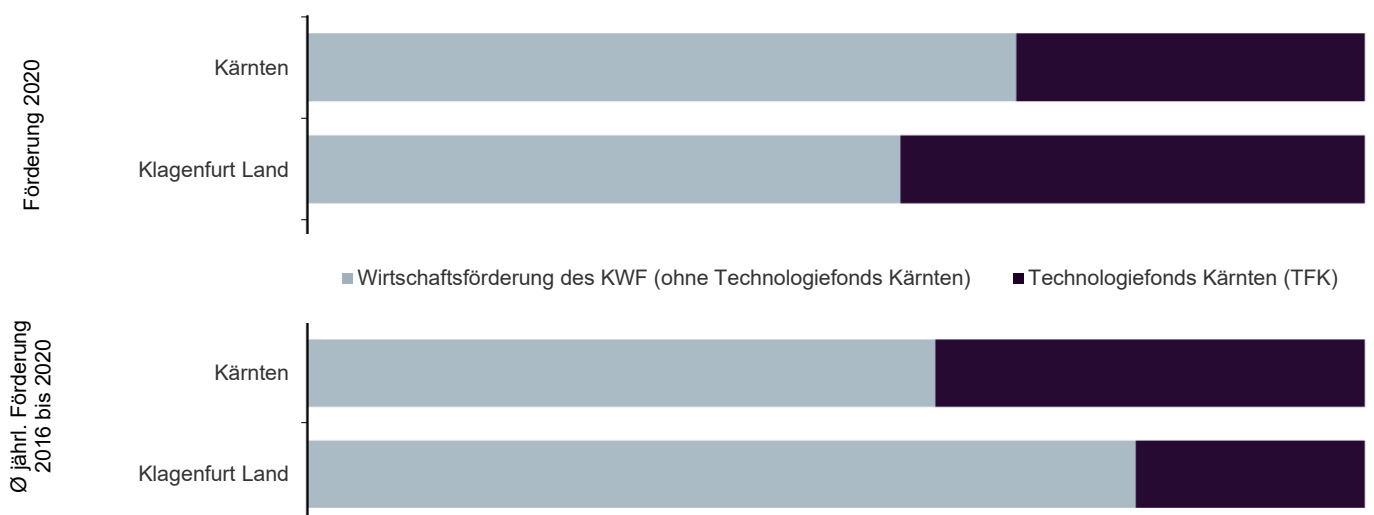 Förderung 2020
Kärnten
Klagenfurt Land
Wirtschaftsförderung des KWF (ohne Technologiefonds Kärnten)
Technologiefonds Kärnten (TFK)
Ø jährl. Förderung
2016 bis 2020
Kärnten
Klagenfurt Land